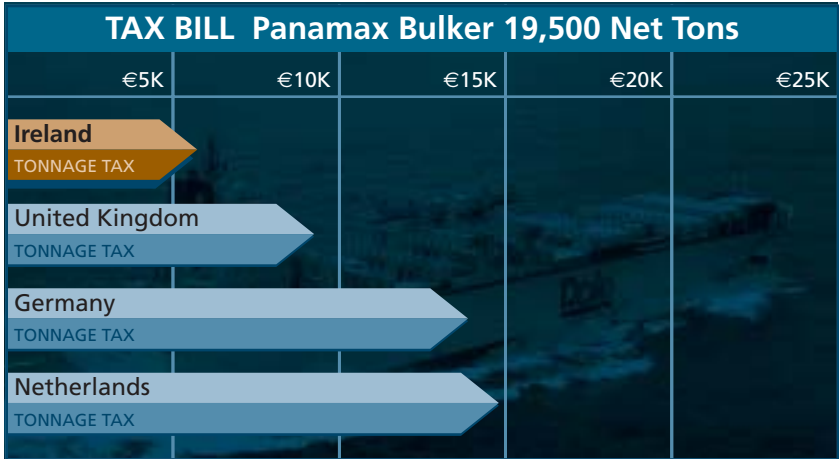 TAX BILL Panamax Bulker 19,500 Net Tons
€5K €10K €15K €20K €25K
Ireland
TONNAGE TAX
United Kingdom
TONNAGE TAX
Germany
TONNAGE TAX
Netherlands
TONNAGE TAX